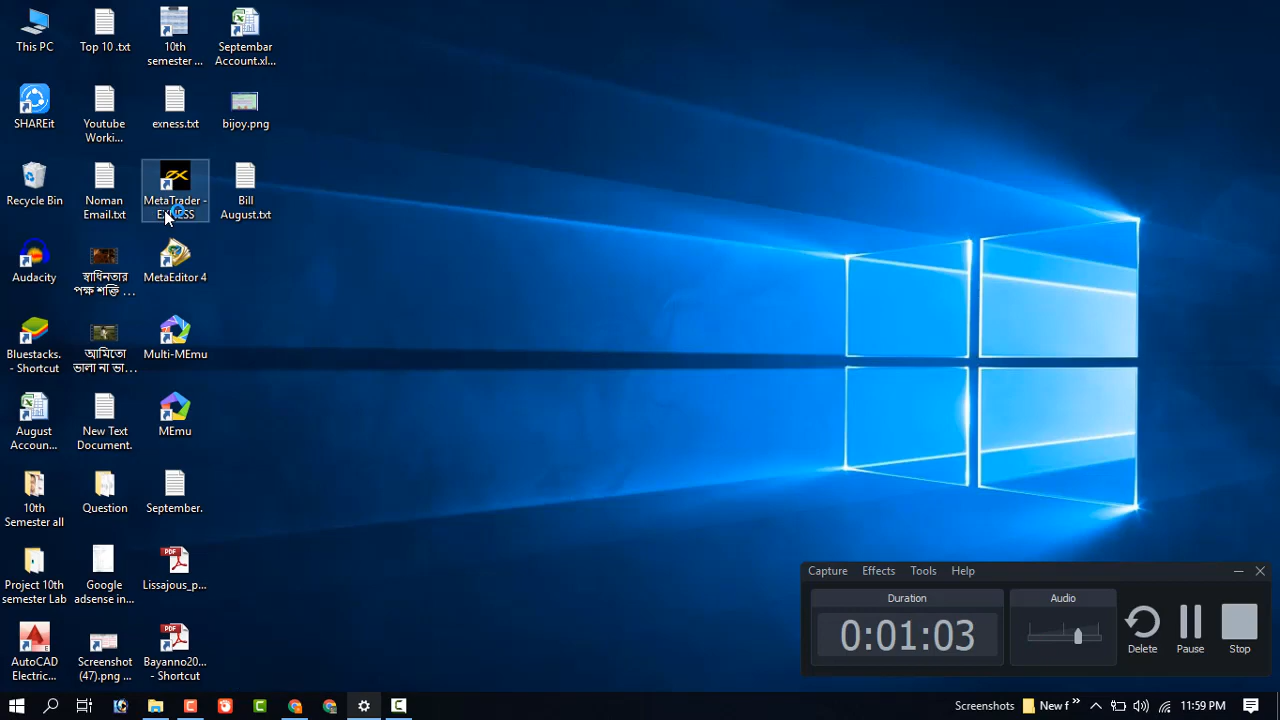 This PC
Top 10 .txt
10th
semester ...
Septembar
Account.xl...
SHAREit
Youtube
Worki...
exness.txt
bijoy.png
Recycle Bin
Noman
Email.txt
MetaTrader -
EXNESS
Bill
August.txt
Audacity
স্বাধিনতার
পক্ষ শক্তি ...
MetaEditor 4
Bluestacks.
- Shortcut
আমিতো
ভালা না ভা...
Multi-MEmu
August
Accoun...
New Text
Document.
MEmu
10th
Semester all
Question
September.
Project 10th
semester Lab
Google
adsense in...
PDF
Lissajous_p...
AutoCAD
Electric...
Screenshot
(47).png ...
PDF
Bayanno20...
- Shortcut
Capture Effects Tools Help
Duration
Audio
0:01:03
Delete
Pause
Stop
Screenshots
New f
11:59 PM